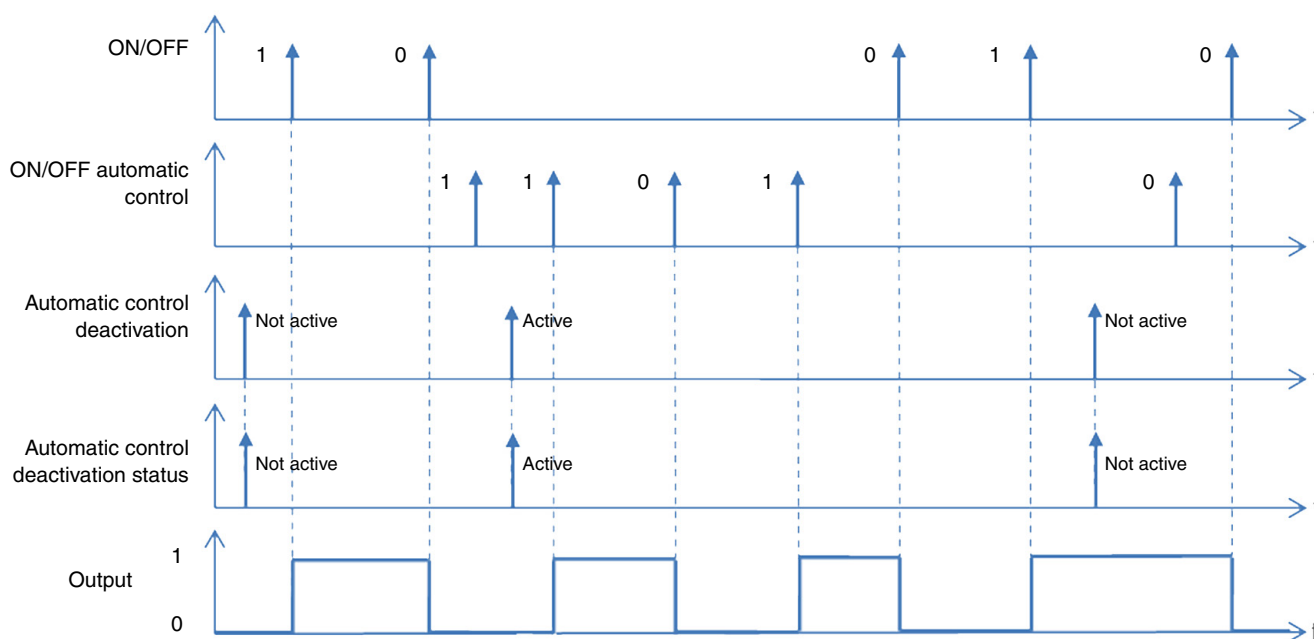 ON/OFF
1
0
0
1
0
ON/OFF automatic
control
1
1
0
1
0
Automatic control
deactivation
Not active
Active
Not active
Automatic control
deactivation status
Not active
Active
Not active
Output
1
0